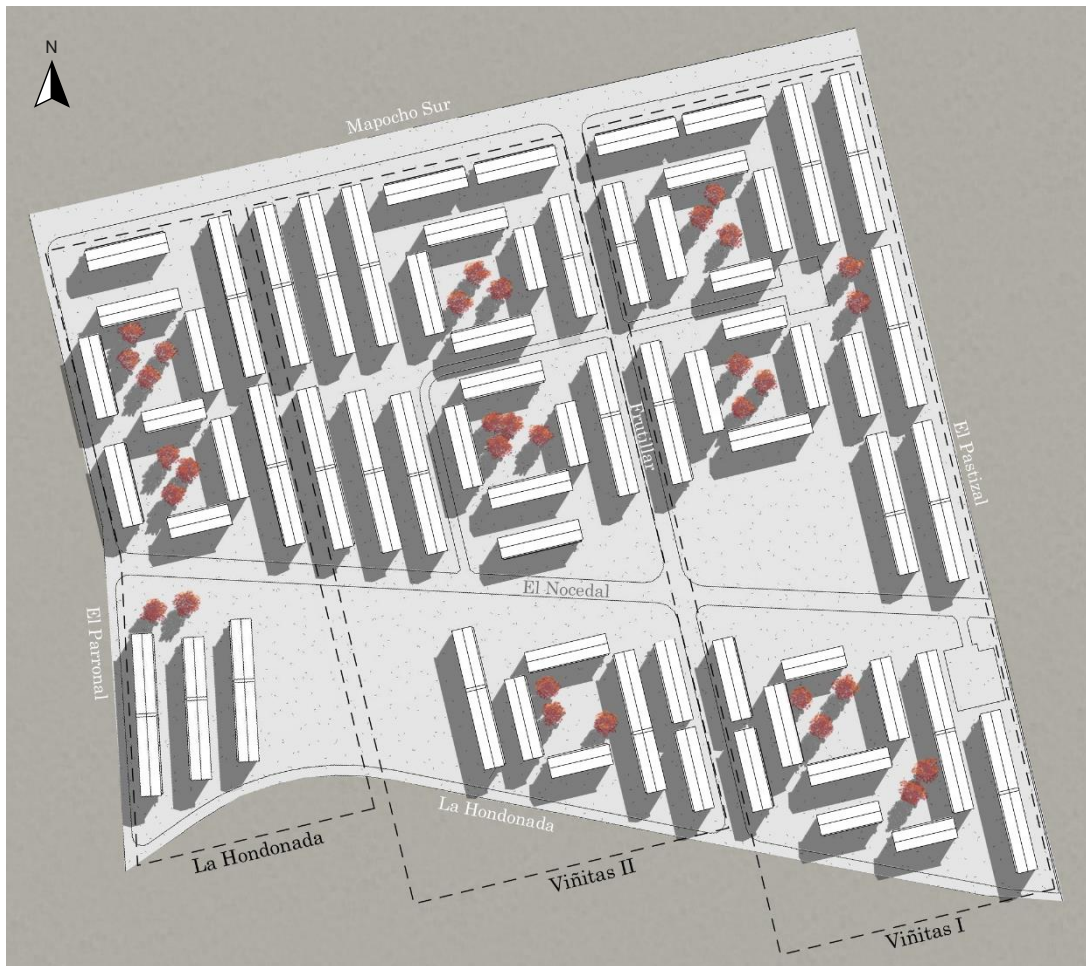 N
Mapocho Sur
Frutillar
El Pastizal
El Nocedal
El Parronal
La Hondonada
La Hondonada
Viñitas II
Viñitas I